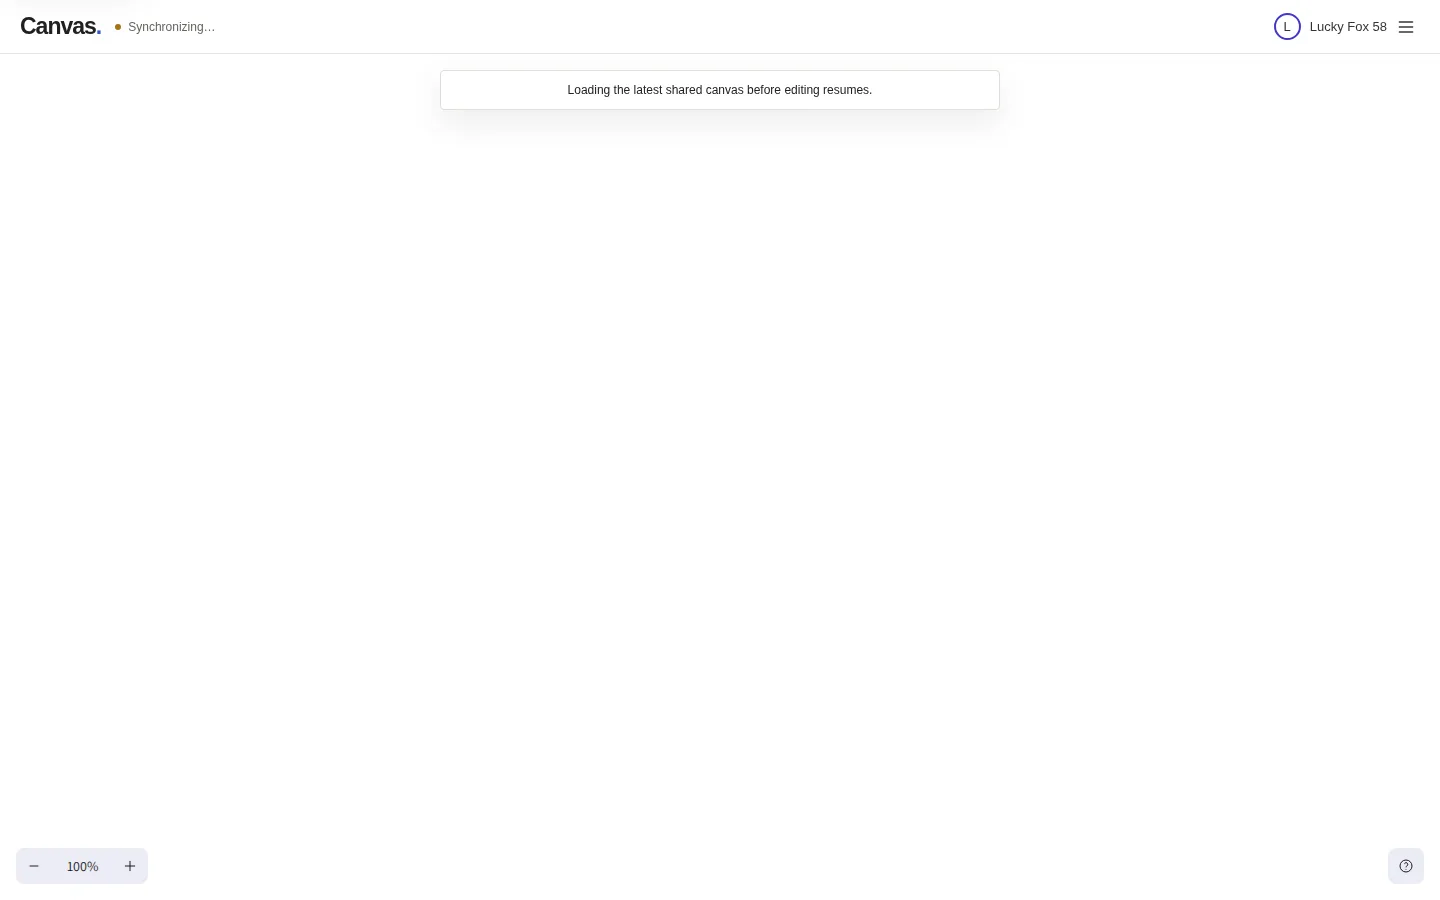 Canvas.
Synchronizing…
L
Lucky Fox 58
Loading the latest shared canvas before editing resumes.
100%